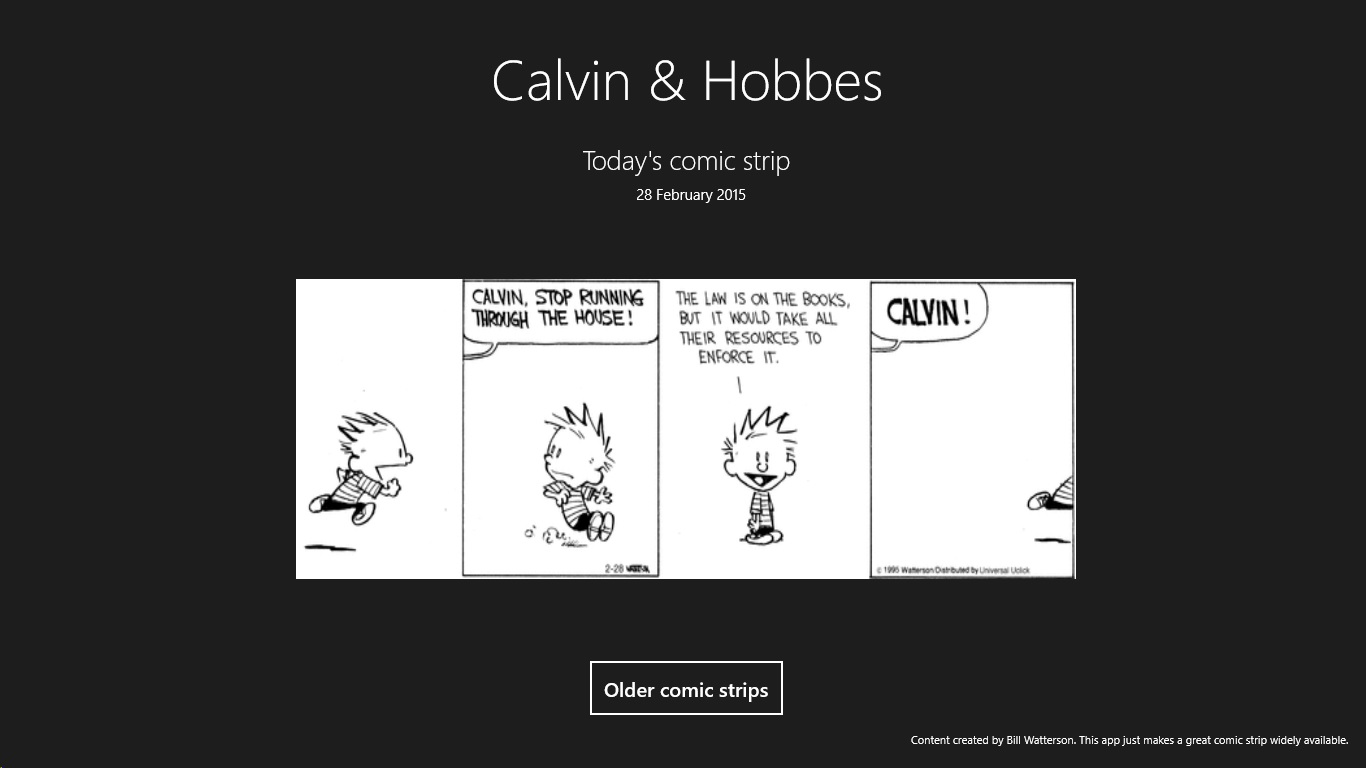 Calvin & Hobbes
Today's comic strip
28 February 2015
CALVIN, STOP RUNNING
THROUGH THE HOUSE!
2-28 WATTERSON
THE LAW IS ON THE BOOKS,
BUT IT WOULD TAKE ALL
THEIR RESOURCES TO
ENFORCE IT.
CALVIN!
© 1995 Watterson/Distributed by Universal Uclick
Older comic strips
Content created by Bill Watterson. This app just makes a great comic strip widely available.